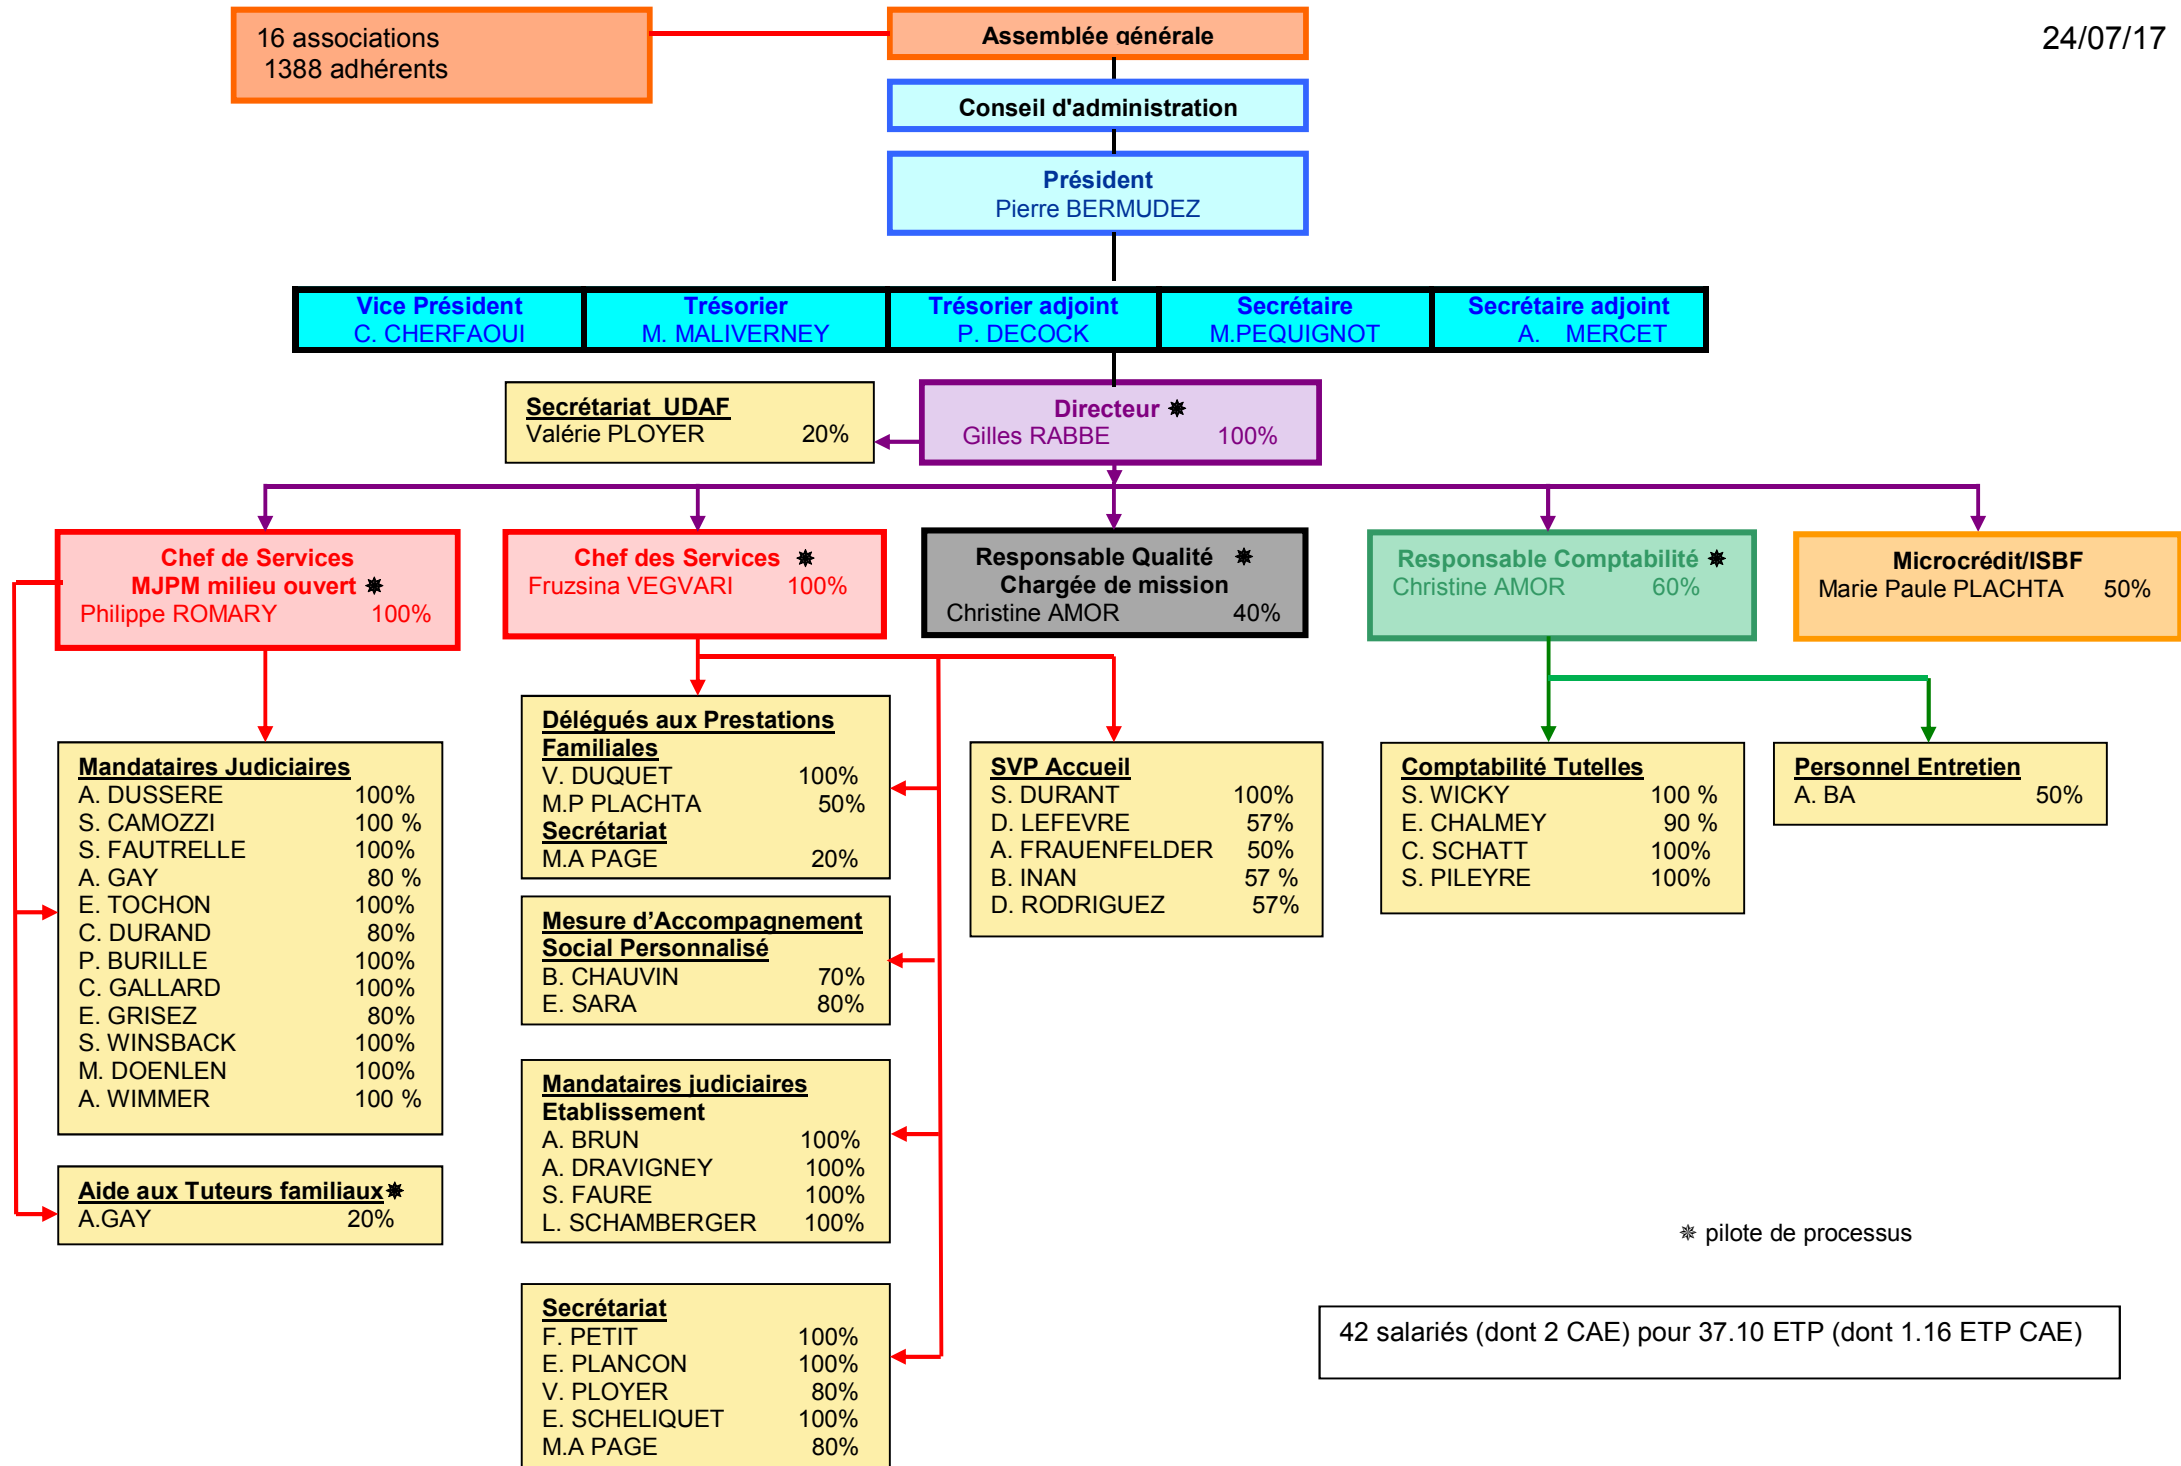 16 associations
1388 adhérents
Assemblée générale
24/07/17
Conseil d'administration
Président
Pierre BERMUDEZ
Vice Président
C. CHERFAOUI
Trésorier
M. MALIVERNEY
Trésorier adjoint
P. DECOCK
Secrétaire
M.PEQUIGNOT
Secrétaire adjoint
A. MERCET
Secrétariat UDAF
Valérie PLOYER 20%
Directeur ✵
Gilles RABBE 100%
Chef de Services
MJPM milieu ouvert ✵
Philippe ROMARY 100%
Chef des Services ✵
Fruzsina VEGVARI 100%
Responsable Qualité ✵
Chargée de mission
Christine AMOR 40%
Responsable Comptabilité ✵
Christine AMOR 60%
Microcrédit/ISBF
Marie Paule PLACHTA 50%
Mandataires Judiciaires
A. DUSSERE 100%
S. CAMOZZI 100 %
S. FAUTRELLE 100%
A. GAY 80 %
E. TOCHON 100%
C. DURAND 80%
P. BURILLE 100%
C. GALLARD 100%
E. GRISEZ 80%
S. WINSBACK 100%
M. DOENLEN 100%
A. WIMMER 100 %
Aide aux Tuteurs familiaux✵
A.GAY 20%
Délégués aux Prestations
Familiales
V. DUQUET 100%
M.P PLACHTA 50%
Secrétariat
M.A PAGE 20%
Mesure d’Accompagnement
Social Personnalisé
B. CHAUVIN 70%
E. SARA 80%
Mandataires judiciaires
Etablissement
A. BRUN 100%
A. DRAVIGNEY 100%
S. FAURE 100%
L. SCHAMBERGER 100%
Secrétariat
F. PETIT 100%
E. PLANCON 100%
V. PLOYER 80%
E. SCHELIQUET 100%
M.A PAGE 80%
SVP Accueil
S. DURANT 100%
D. LEFEVRE 57%
A. FRAUENFELDER 50%
B. INAN 57 %
D. RODRIGUEZ 57%
Comptabilité Tutelles
S. WICKY 100 %
E. CHALMEY 90 %
C. SCHATT 100%
S. PILEYRE 100%
Personnel Entretien
A. BA 50%
✵ pilote de processus
42 salariés (dont 2 CAE) pour 37.10 ETP (dont 1.16 ETP CAE)